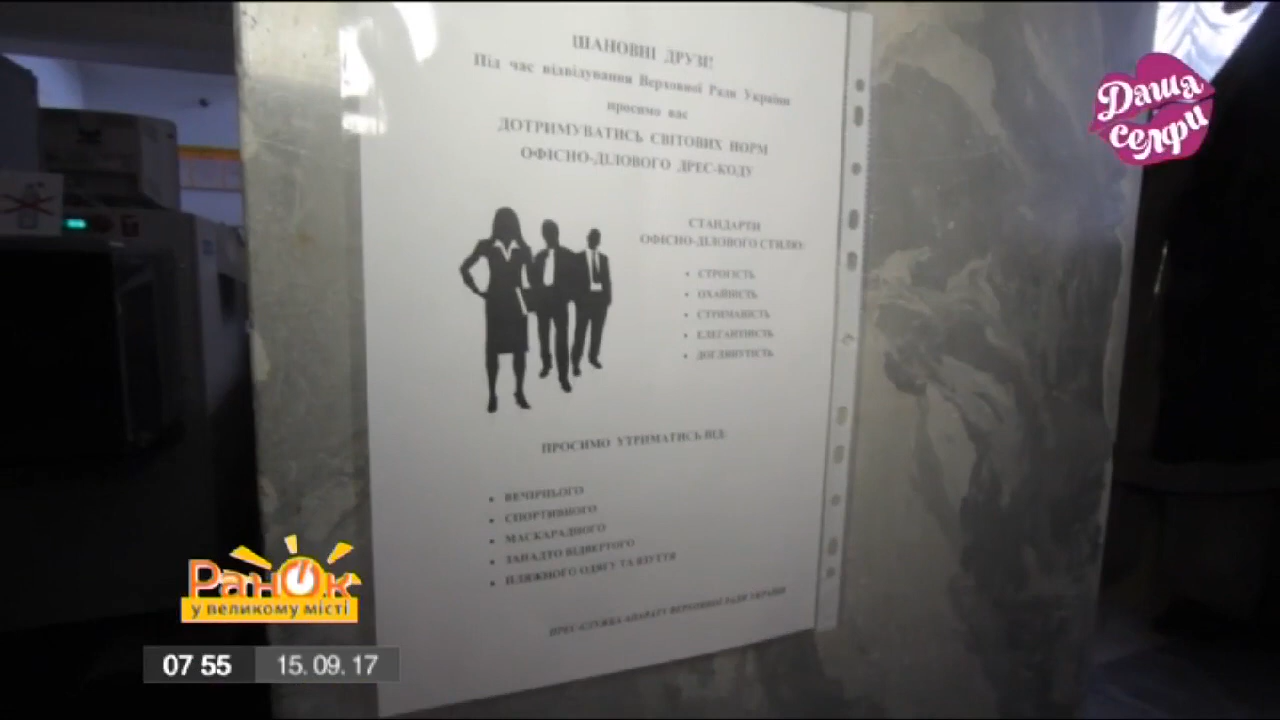 ШАНОВНІ ДРУЗІ!
Під час відвідування Верховної Ради України
просимо вас
ДОТРИМУВАТИСЬ СВІТОВИХ НОРМ
ОФІСНО-ДІЛОВОГО ДРЕС-КОДУ
СТАНДАРТИ
ОФІСНО-ДІЛОВОГО СТИЛЮ:
• СТРОГІСТЬ
• ОХАЙНІСТЬ
• СТРИМАНІСТЬ
• ЕЛЕГАНТНІСТЬ
• ДОГЛЯНУТІСТЬ
ПРОСИМО УТРИМАТИСЬ ВІД:
• ВЕЧІРНЬОГО
• СПОРТИВНОГО
• МАСКАРАДНОГО
• ЗАНАДТО ВІДВЕРТОГО
• ПЛЯЖНОГО ОДЯГУ ТА ВЗУТТЯ
ПРЕС-СЛУЖБА АПАРАТУ ВЕРХОВНОЇ РАДИ УКРАЇНИ
Даша
селфи
Ранок
у великому місті
07 55 15. 09. 17